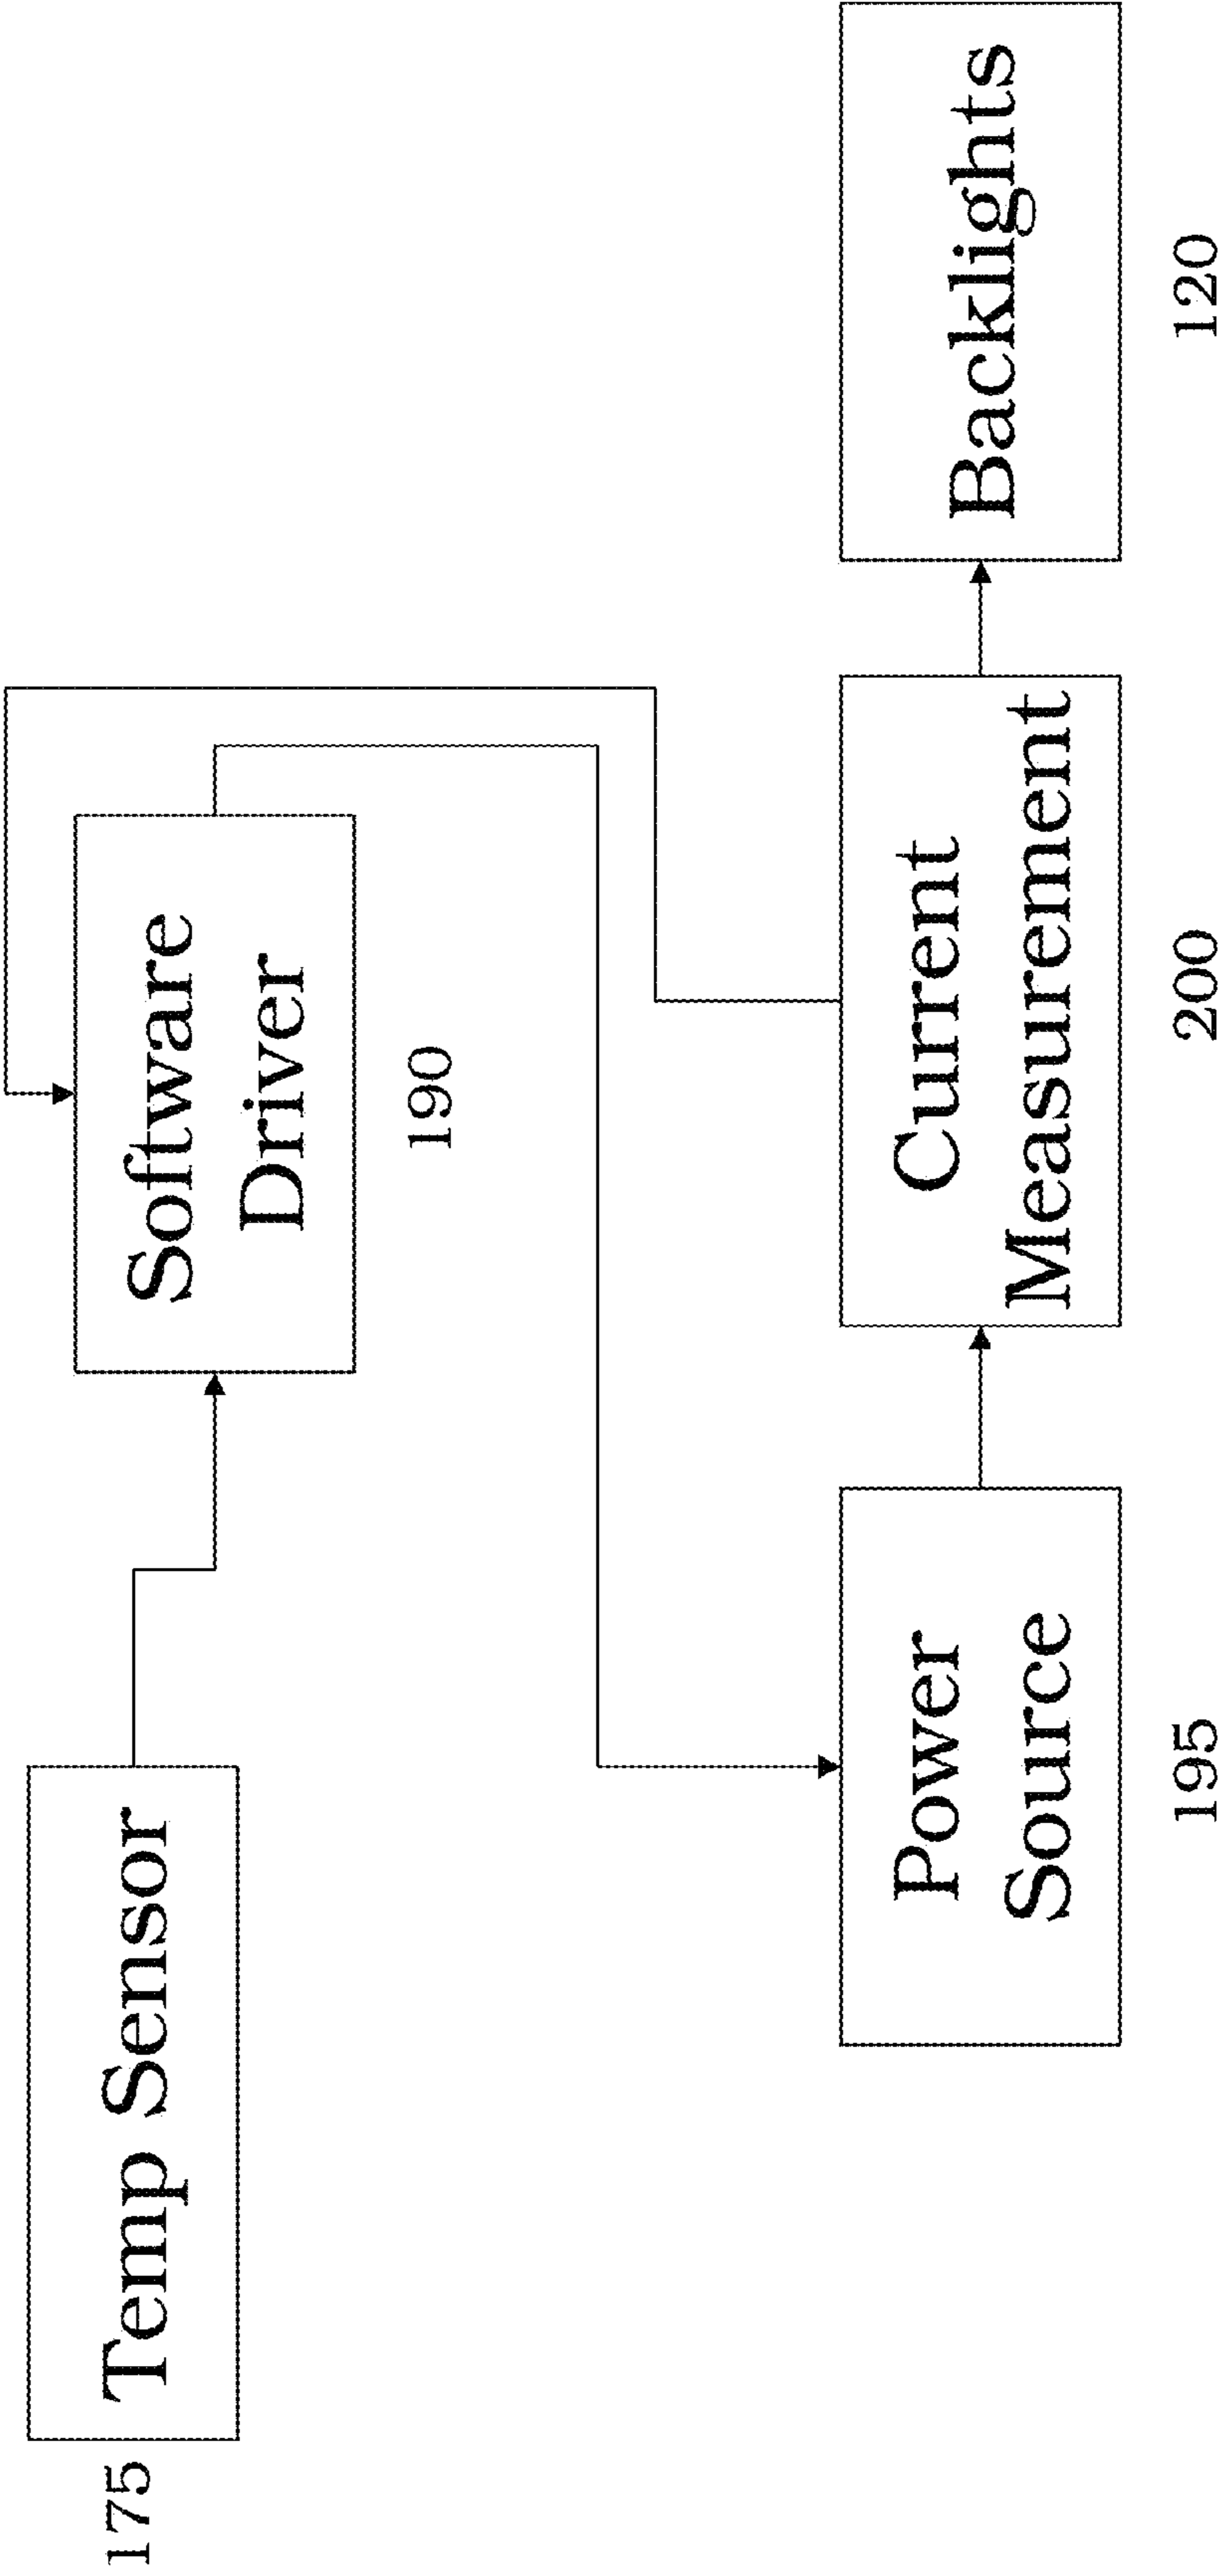 175
Temp Sensor
Software
Driver
190
Power
Source
195
Current
Measurement
200
Backlights
120